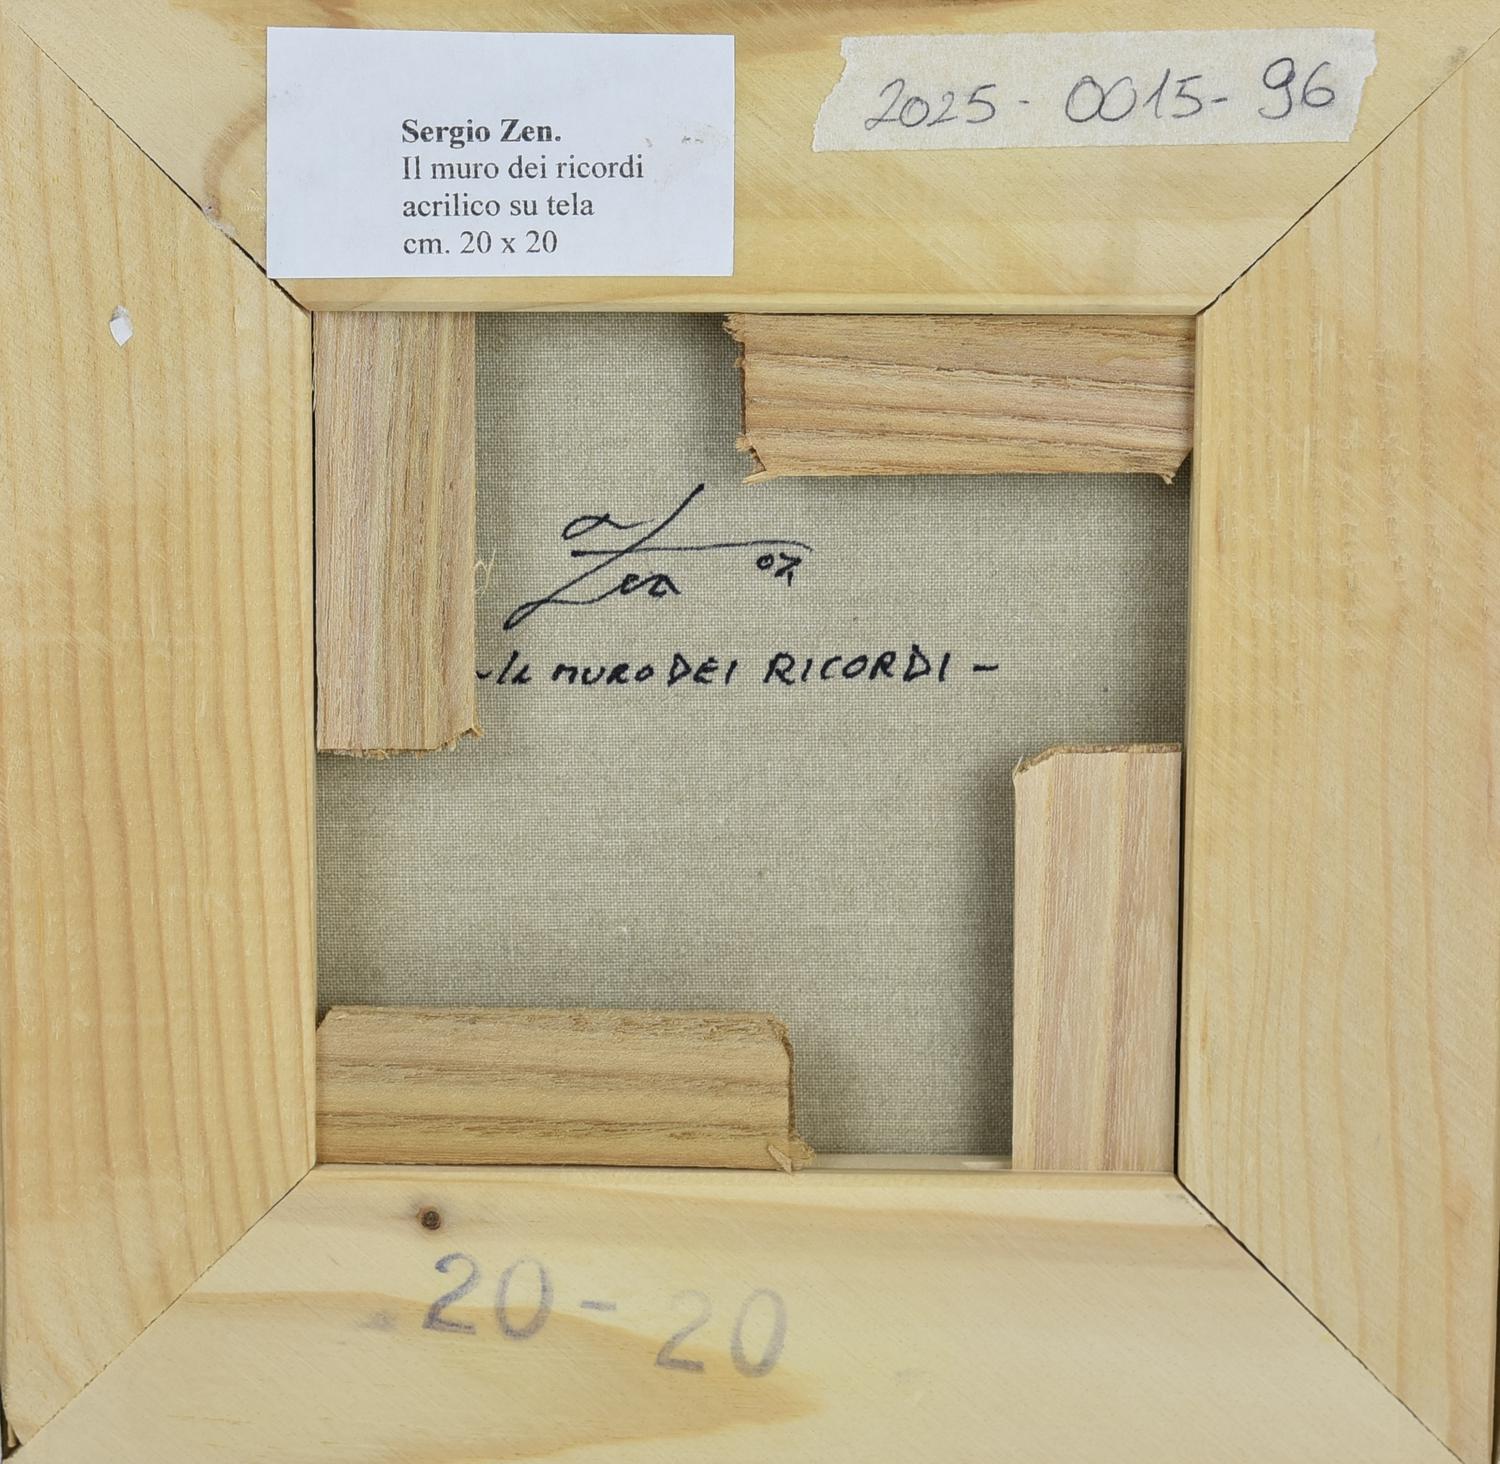 Sergio Zen.
Il muro dei ricordi
acrilico su tela
cm. 20 x 20
2025 - 0015 - 96
Zen 07
- IL MURO DEI RICORDI -
20 - 20